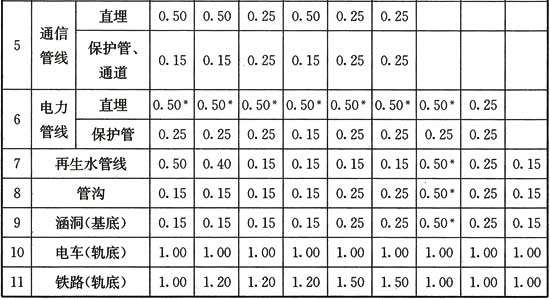 5 通信管线 直埋 0.50 0.50 0.25 0.50 0.25 0.25
保护管、通道 0.15 0.15 0.25 0.15 0.25 0.25
6 电力管线 直埋 0.50* 0.50* 0.50* 0.50* 0.50* 0.50* 0.50* 0.25
保护管 0.25 0.25 0.25 0.15 0.25 0.25 0.25 0.25
7 再生水管线 0.50 0.40 0.15 0.15 0.15 0.15 0.50* 0.25 0.15
8 管沟 0.15 0.15 0.15 0.15 0.25 0.25 0.50* 0.25 0.15
9 涵洞(基底) 0.15 0.15 0.15 0.15 0.25 0.25 0.50* 0.25 0.15
10 电车(轨底) 1.00 1.00 1.00 1.00 1.00 1.00 1.00 1.00 1.00
11 铁路(轨底) 1.00 1.20 1.20 1.20 1.50 1.50 1.00 1.00 1.00